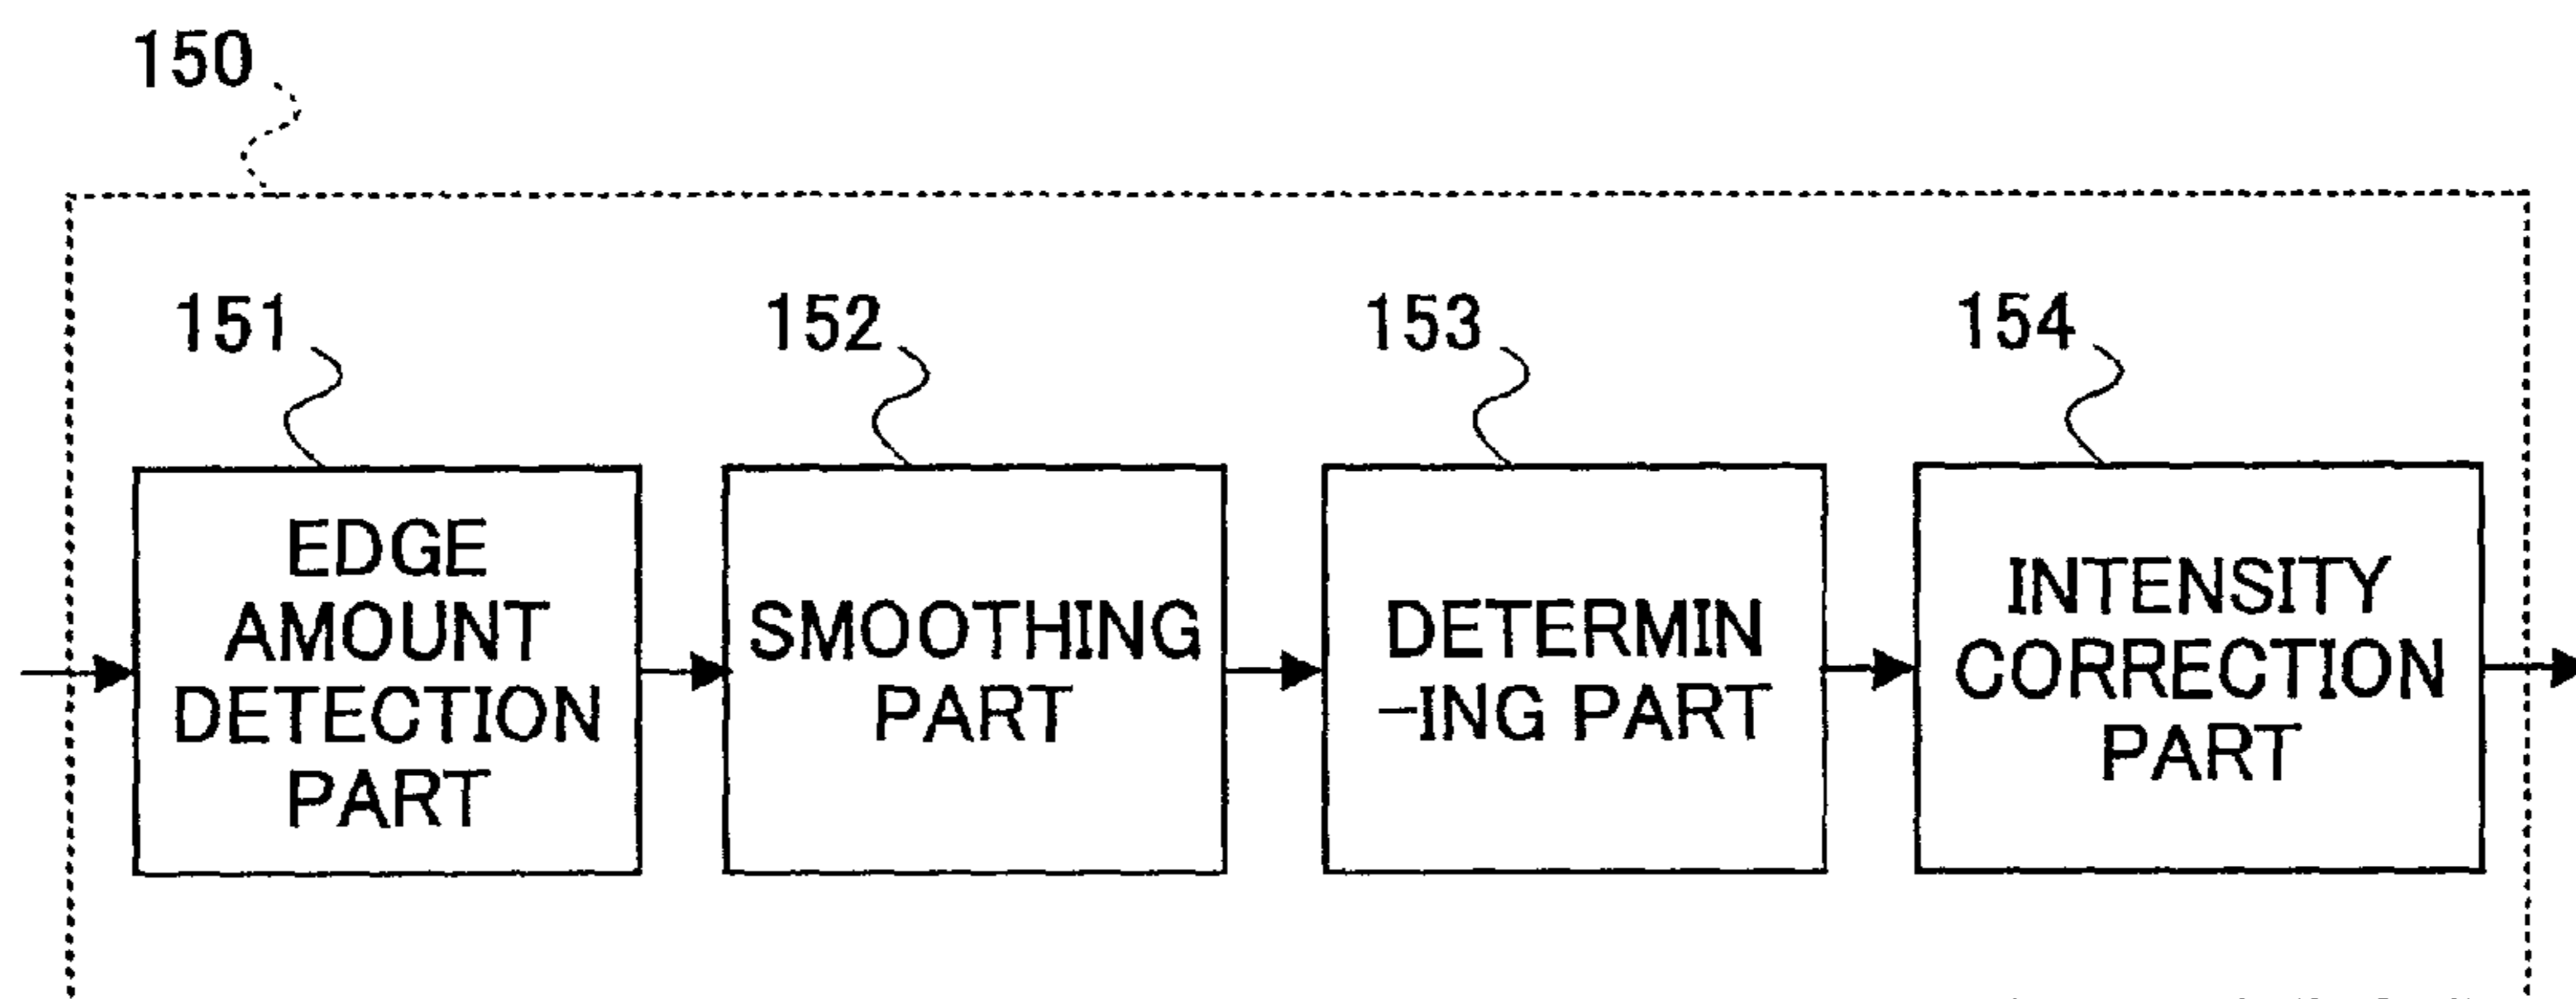 150
151
152
153
154
EDGE
AMOUNT
DETECTION
PART
SMOOTHING
PART
DETERMIN
-ING PART
INTENSITY
CORRECTION
PART